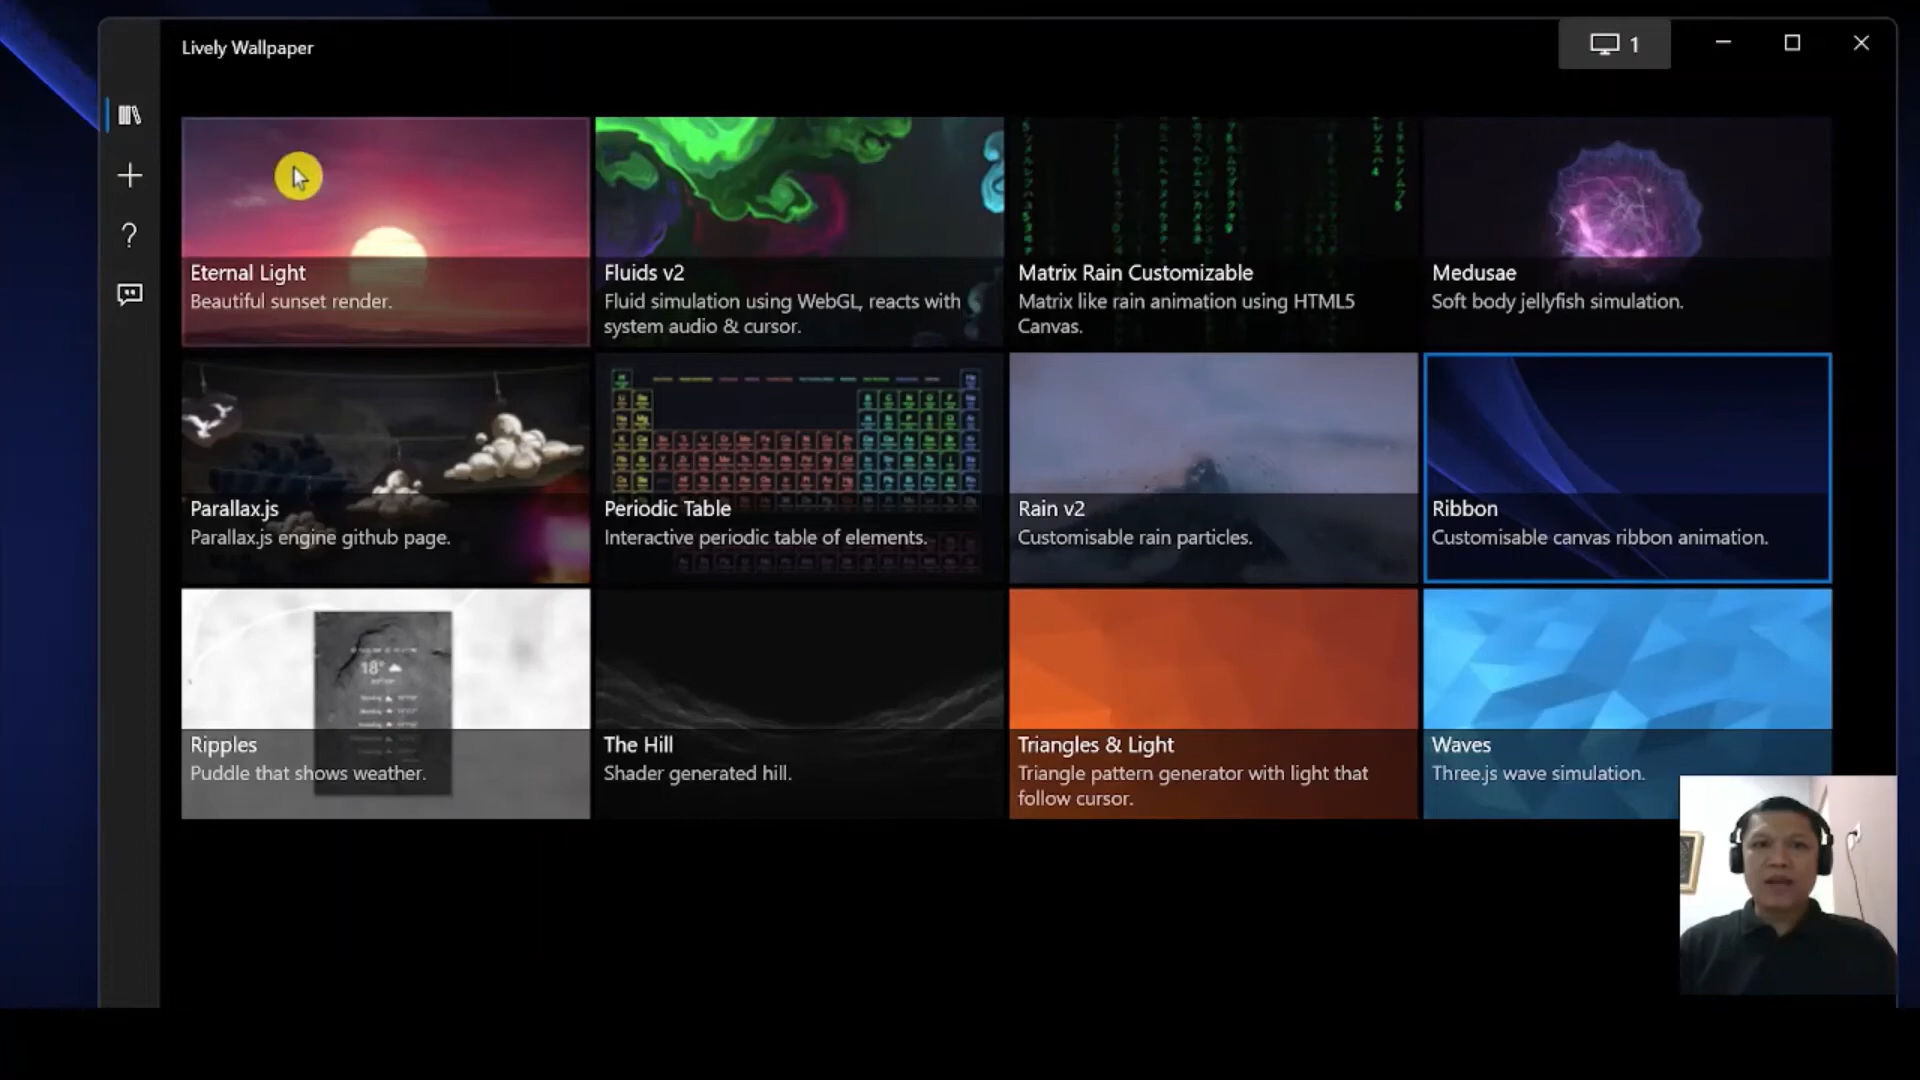 Lively Wallpaper
1
Eternal Light
Beautiful sunset render.
Fluids v2
Fluid simulation using WebGL, reacts with
system audio & cursor.
Matrix Rain Customizable
Matrix like rain animation using HTML5
Canvas.
Medusae
Soft body jellyfish simulation.
Parallax.js
Parallax.js engine github page.
Periodic Table
Interactive periodic table of elements.
Rain v2
Customisable rain particles.
Ribbon
Customisable canvas ribbon animation.
18°
Ripples
Puddle that shows weather.
The Hill
Shader generated hill.
Triangles & Light
Triangle pattern generator with light that
follow cursor.
Waves
Three.js wave simulation.